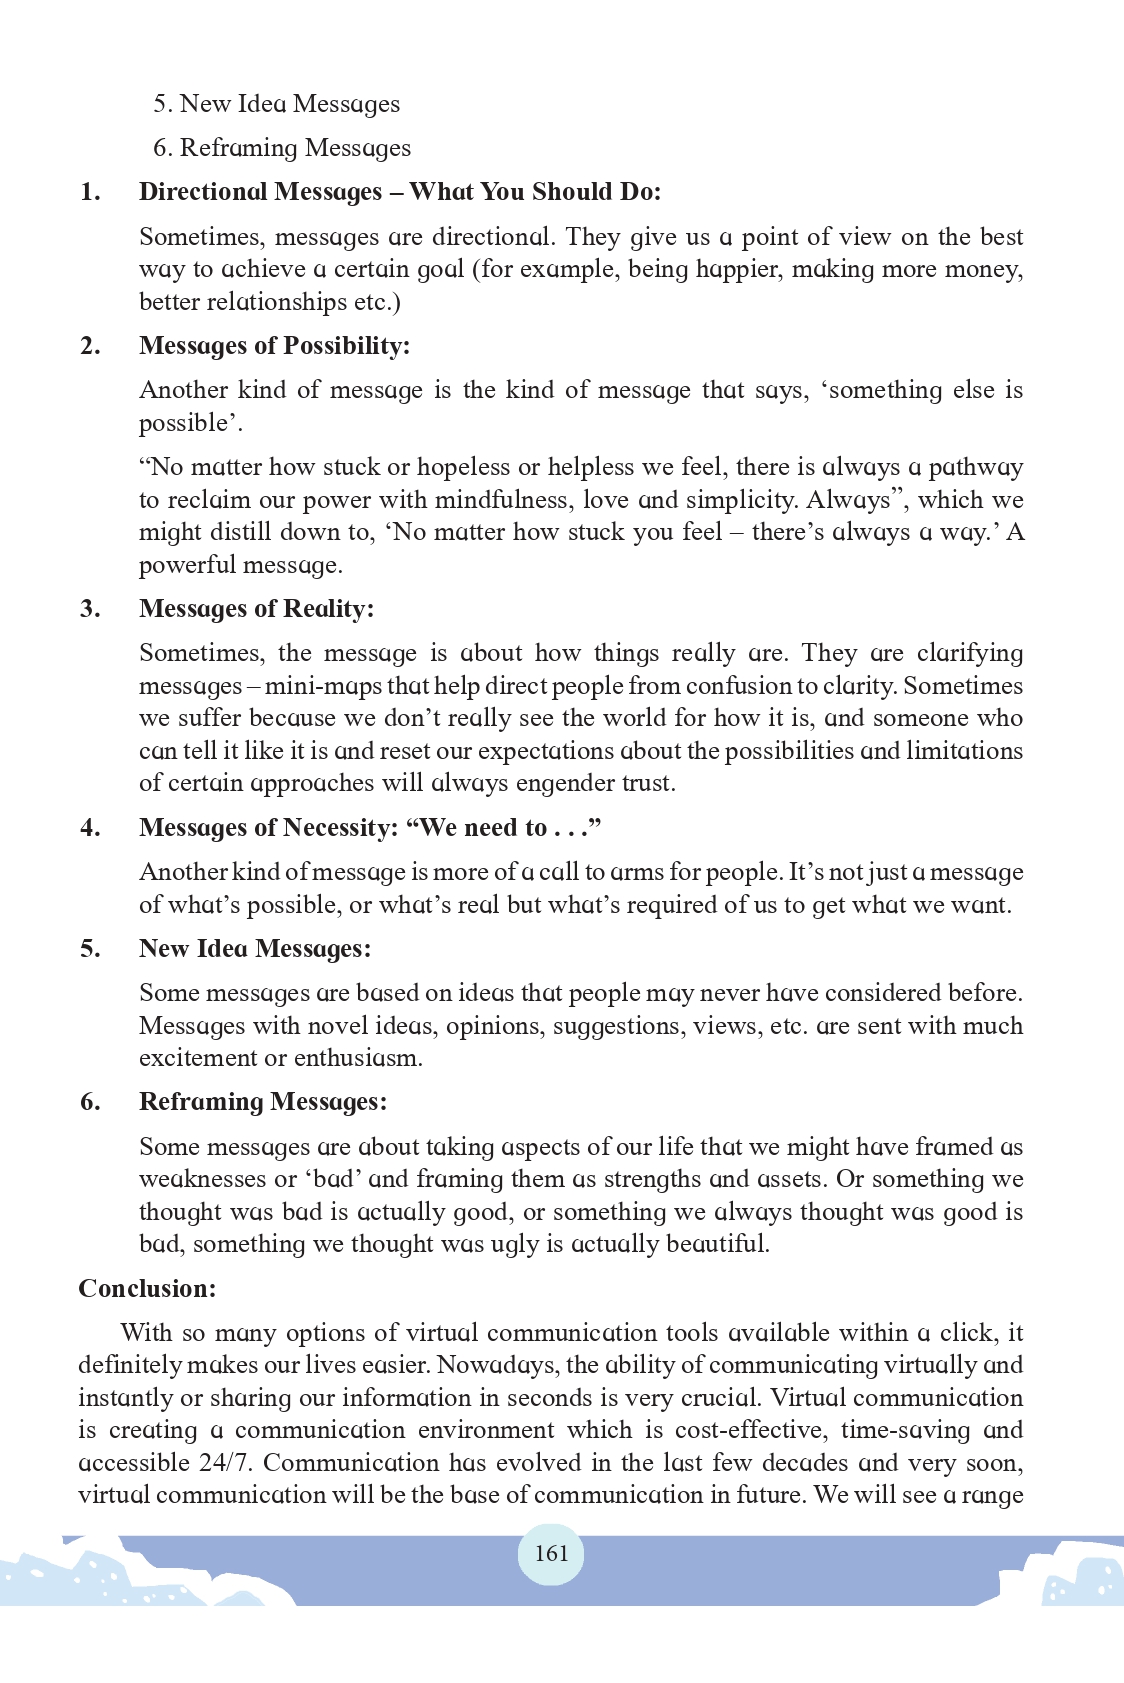 5. New Idea Messages
6. Reframing Messages
1. Directional Messages – What You Should Do:
Sometimes, messages are directional. They give us a point of view on the best
way to achieve a certain goal (for example, being happier, making more money,
better relationships etc.)
2. Messages of Possibility:
Another kind of message is the kind of message that says, ‘something else is
possible’.
“No matter how stuck or hopeless or helpless we feel, there is always a pathway
to reclaim our power with mindfulness, love and simplicity. Always”, which we
might distill down to, ‘No matter how stuck you feel – there’s always a way.’ A
powerful message.
3. Messages of Reality:
Sometimes, the message is about how things really are. They are clarifying
messages – mini-maps that help direct people from confusion to clarity. Sometimes
we suffer because we don’t really see the world for how it is, and someone who
can tell it like it is and reset our expectations about the possibilities and limitations
of certain approaches will always engender trust.
4. Messages of Necessity: “We need to . . .”
Another kind of message is more of a call to arms for people. It’s not just a message
of what’s possible, or what’s real but what’s required of us to get what we want.
5. New Idea Messages:
Some messages are based on ideas that people may never have considered before.
Messages with novel ideas, opinions, suggestions, views, etc. are sent with much
excitement or enthusiasm.
6. Reframing Messages:
Some messages are about taking aspects of our life that we might have framed as
weaknesses or ‘bad’ and framing them as strengths and assets. Or something we
thought was bad is actually good, or something we always thought was good is
bad, something we thought was ugly is actually beautiful.
Conclusion:
With so many options of virtual communication tools available within a click, it
definitely makes our lives easier. Nowadays, the ability of communicating virtually and
instantly or sharing our information in seconds is very crucial. Virtual communication
is creating a communication environment which is cost-effective, time-saving and
accessible 24/7. Communication has evolved in the last few decades and very soon,
virtual communication will be the base of communication in future. We will see a range
161